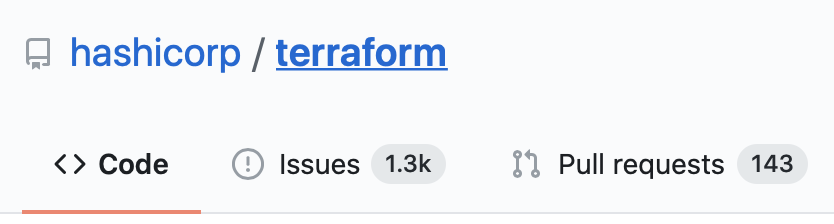 hashicorp / terraform
Code Issues 1.3k Pull requests 143